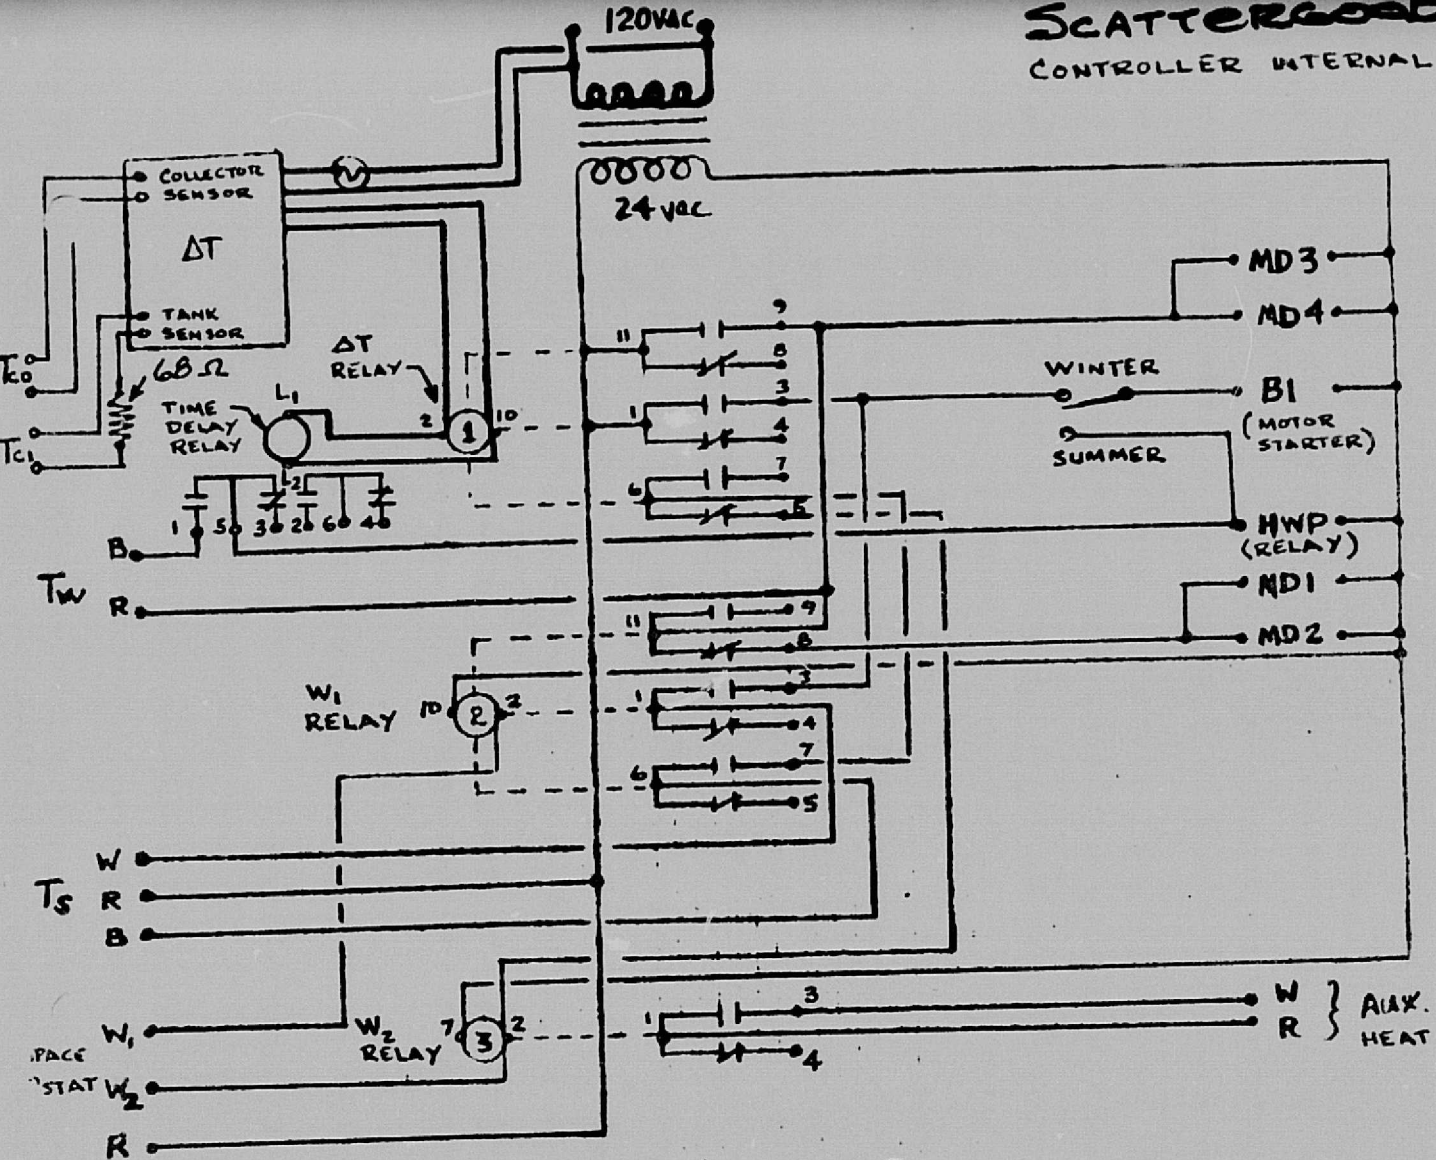 120VAC
SCATTERGOOD
CONTROLLER INTERNAL
COLLECTOR
SENSOR
24 vac
ΔT
MD3
TANK
SENSOR
MD4
9
11
8
ΔT
RELAY
68Ω
Tco
WINTER
3
B1
(MOTOR
STARTER)
L1
TIME
DELAY
RELAY
2
1
10
1
4
SUMMER
Tc1
7
L2
6
5
1 5 3 2 6 4
HWP
(RELAY)
B
Tw
R
MD1
9
11
8
MD2
3
W1
RELAY
10
2
2
1
4
7
6
5
W
Ts
R
B
3
W
R
AUX.
HEAT
W1
W2
RELAY
7
3
2
1
4
PACE
STAT
W2
R